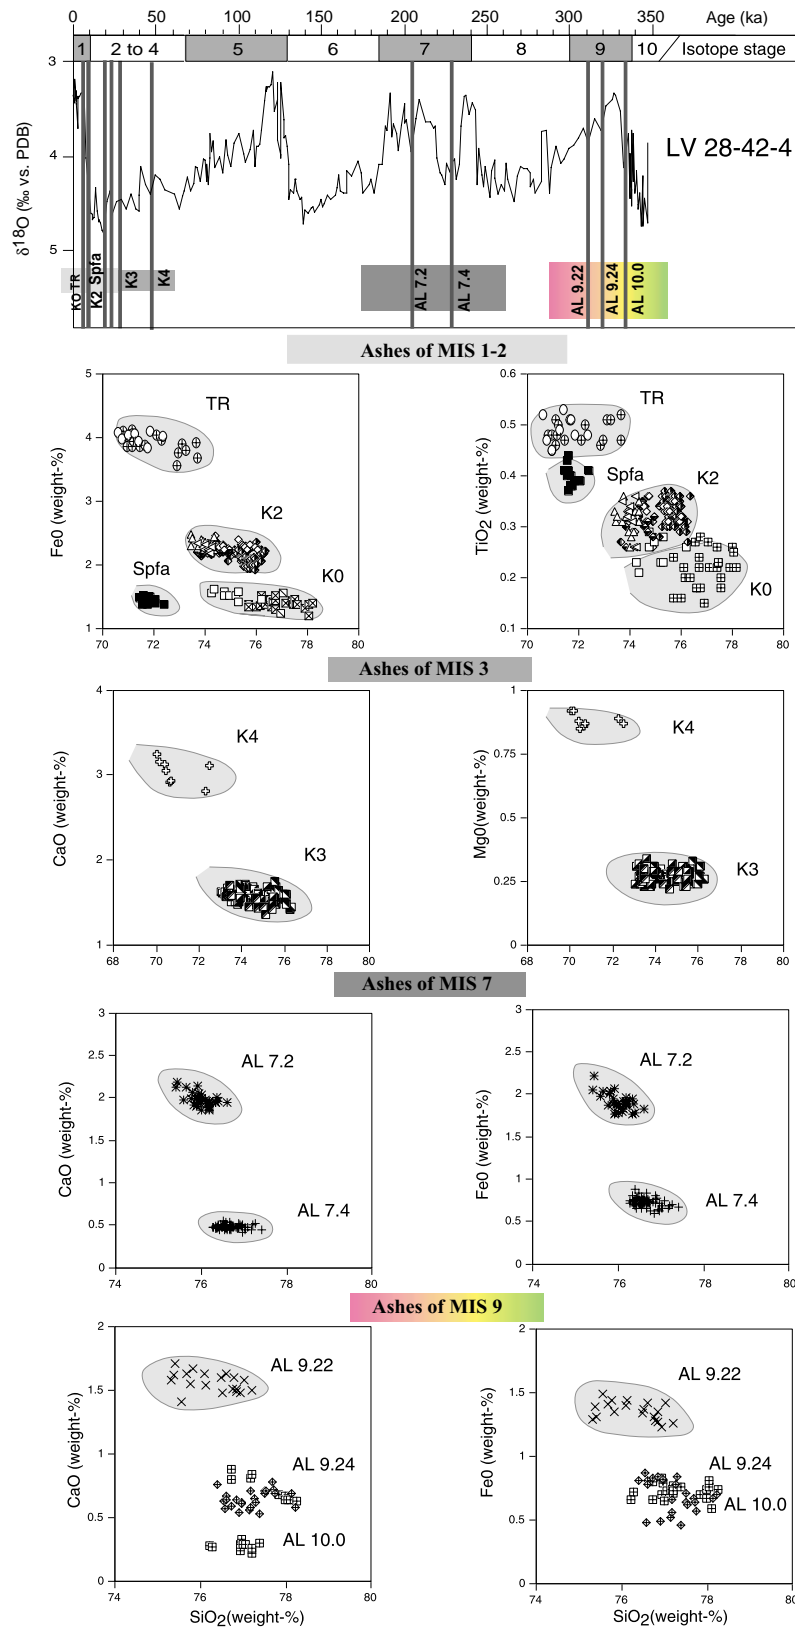 0 50 100 150 200 250 300 350 Age (ka)
1 2 to 4 5 6 7 8 9 10 Isotope stage
3
4
5
δ18O (‰ vs. PDB)
LV 28-42-4
KO TR K2 Spfa K3 K4 AL 7.2 AL 7.4 AL 9.22 AL 9.24 AL 10.0
Ashes of MIS 1-2
5
4
3
2
1
Fe0 (weight-%)
TR
K2
Spfa
K0
70 72 74 76 78 80
0.6
0.5
0.4
0.3
0.2
0.1
TiO2 (weight-%)
TR
Spfa
K2
K0
70 72 74 76 78 80
Ashes of MIS 3
4
3
2
1
CaO (weight-%)
K4
K3
68 70 72 74 76 78 80
1
0.75
0.5
0.25
0
Mg0(weight-%)
K4
K3
68 70 72 74 76 78 80
Ashes of MIS 7
3
2.5
2
1.5
1
0.5
0
CaO (weight-%)
AL 7.2
AL 7.4
74 76 78 80
3
2.5
2
1.5
1
0.5
0
Fe0 (weight-%)
AL 7.2
AL 7.4
74 76 78 80
Ashes of MIS 9
2
1.5
1
0.5
0
CaO (weight-%)
AL 9.22
AL 9.24
AL 10.0
74 76 78 80
SiO2(weight-%)
2
1.5
1
0.5
0
Fe0 (weight-%)
AL 9.22
AL 9.24
AL 10.0
74 76 78 80
SiO2(weight-%)